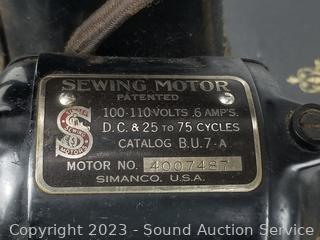 SEWING MOTOR
PATENTED
100-110 VOLTS .6 AMP'S.
D.C. & 25 TO 75 CYCLES
CATALOG B.U.7-A
MOTOR NO. 4007487
SIMANCO. U.S.A.
Copyright 2023 - Sound Auction Service